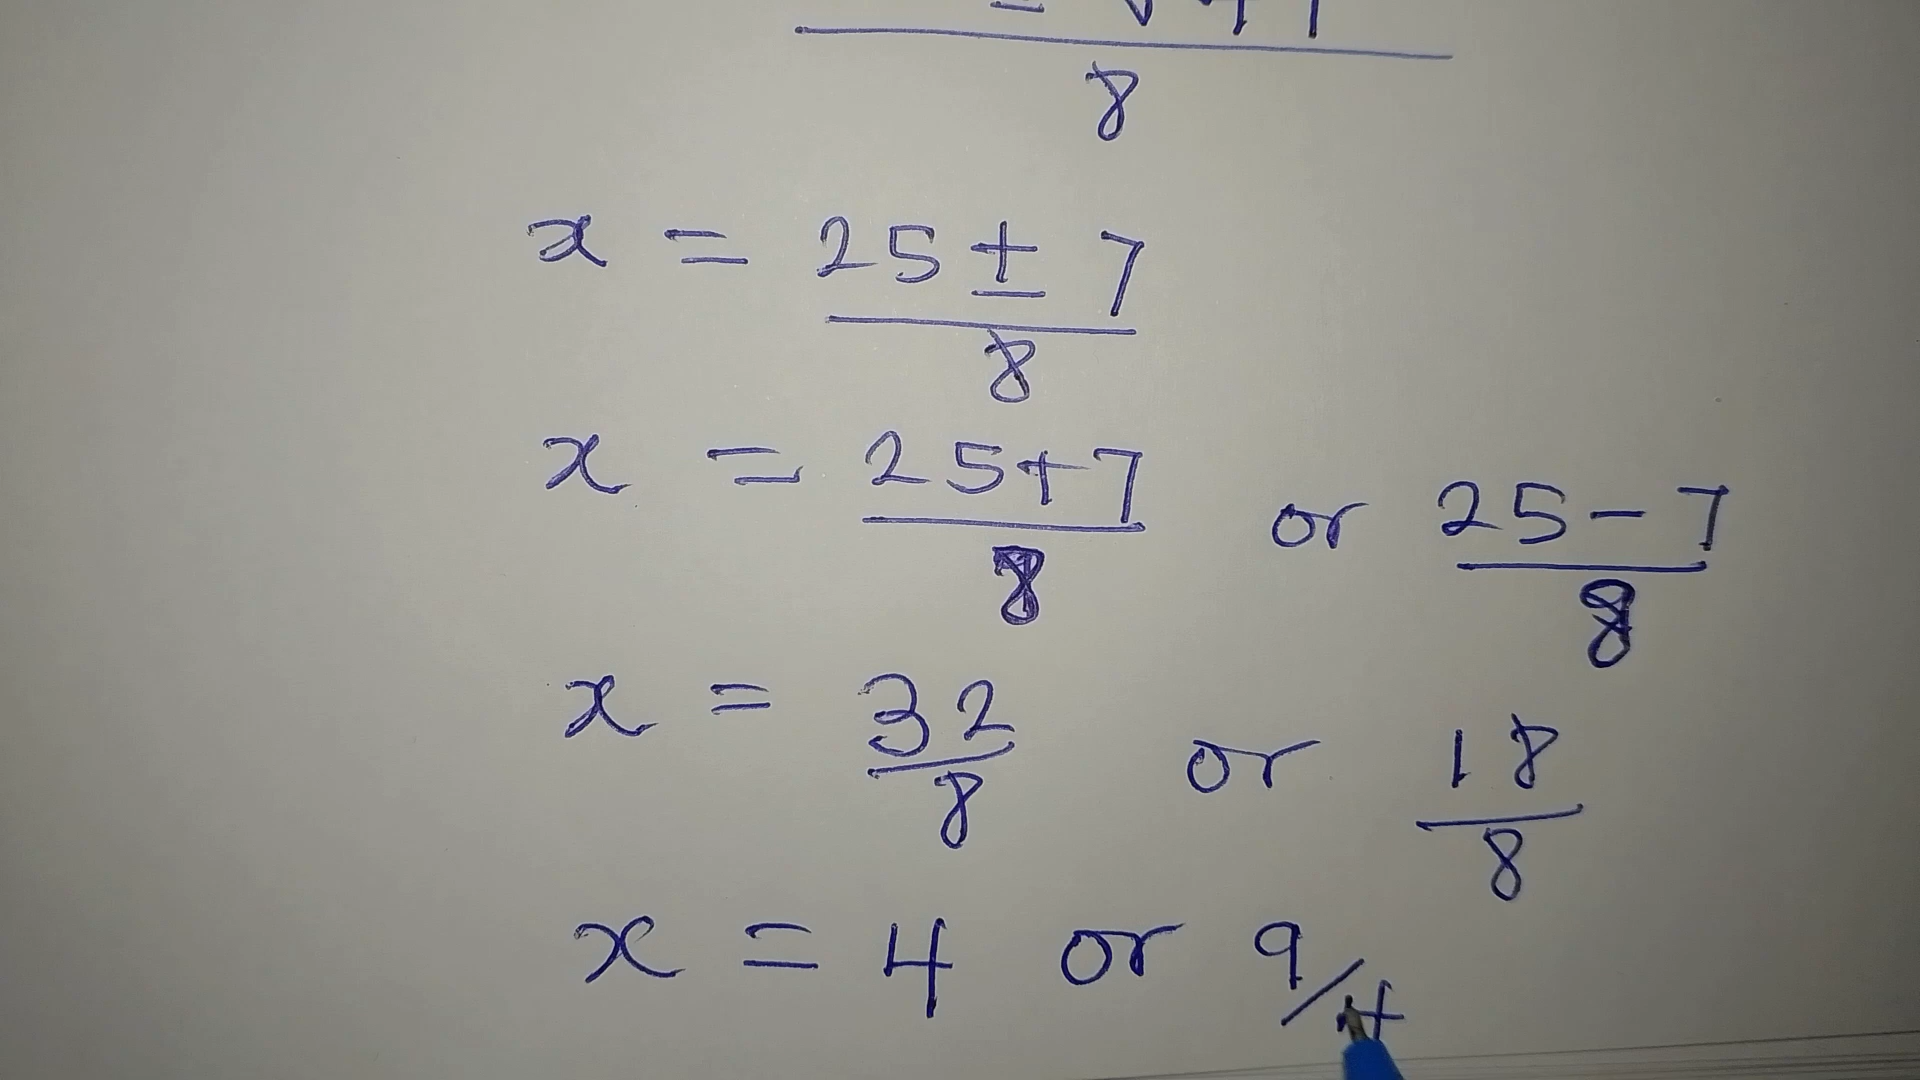 8
x = 25 ± 7
8
x = 25+7 or 25-7
8 8
x = 32/8 or 18/8
x = 4 or 9/4